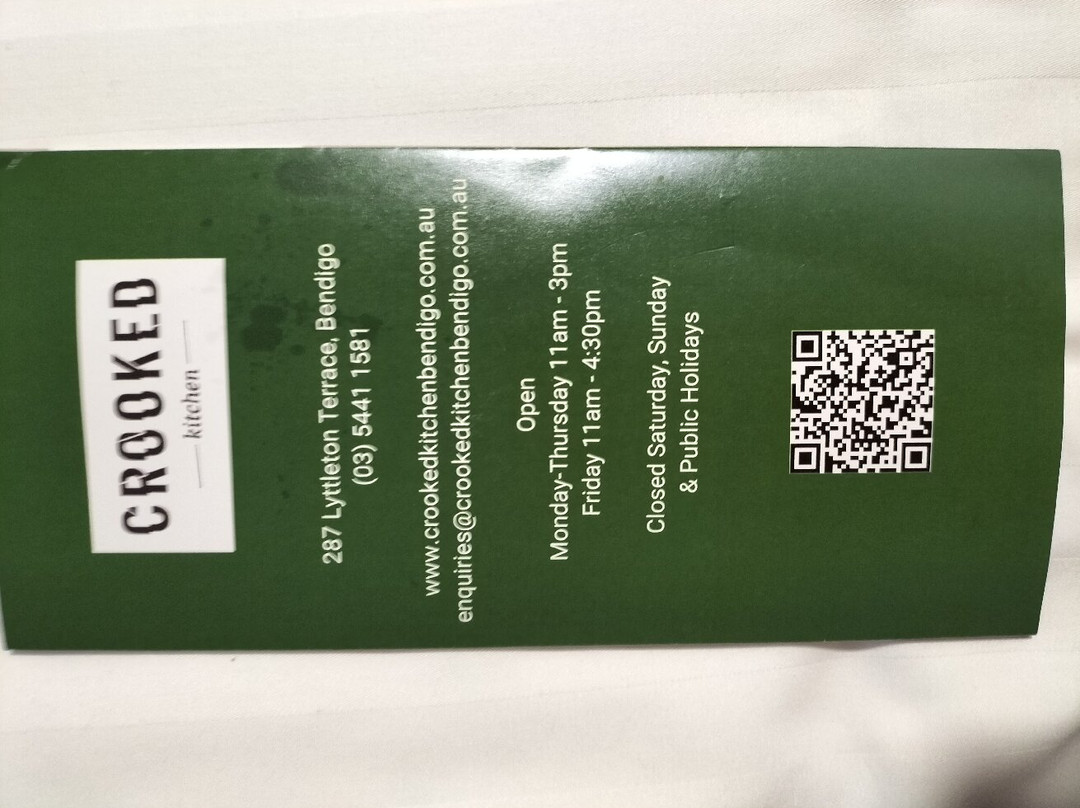 CROOKED
kitchen
287 Lyttleton Terrace, Bendigo
(03) 5441 1581
www.crookedkitchenbendigo.com.au
enquiries@crookedkitchenbendigo.com.au
Open
Monday-Thursday 11am - 3pm
Friday 11am - 4:30pm
Closed Saturday, Sunday
& Public Holidays